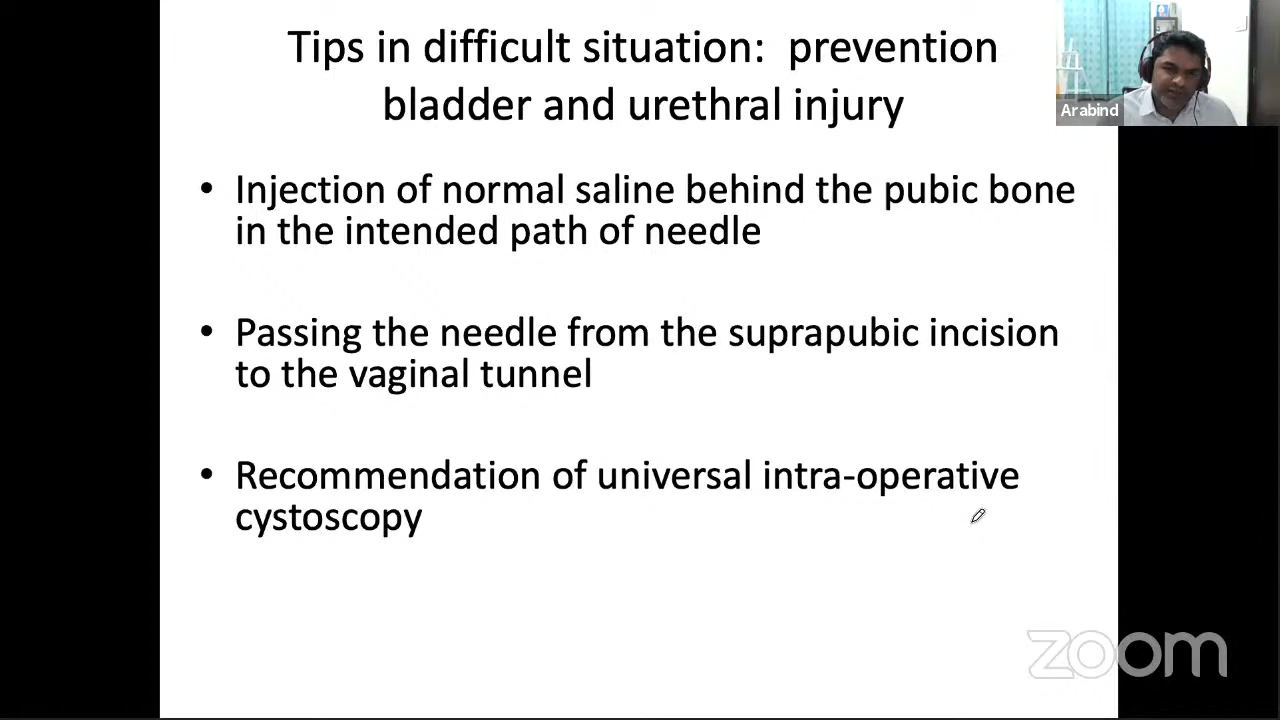 Tips in difficult situation:  prevention
bladder and urethral injury
Arabind
• Injection of normal saline behind the pubic bone
in the intended path of needle
• Passing the needle from the suprapubic incision
to the vaginal tunnel
• Recommendation of universal intra-operative
cystoscopy
zoom